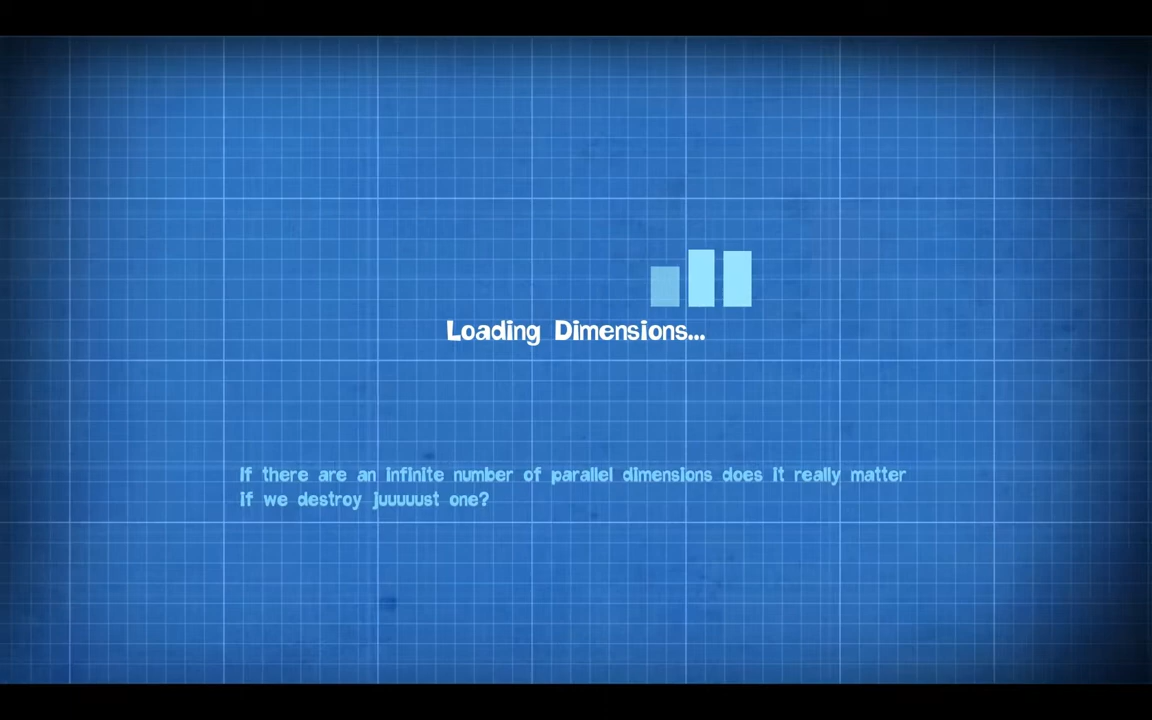 Loading Dimensions...
If there are an infinite number of parallel dimensions does it really matter
if we destroy juuuuust one?